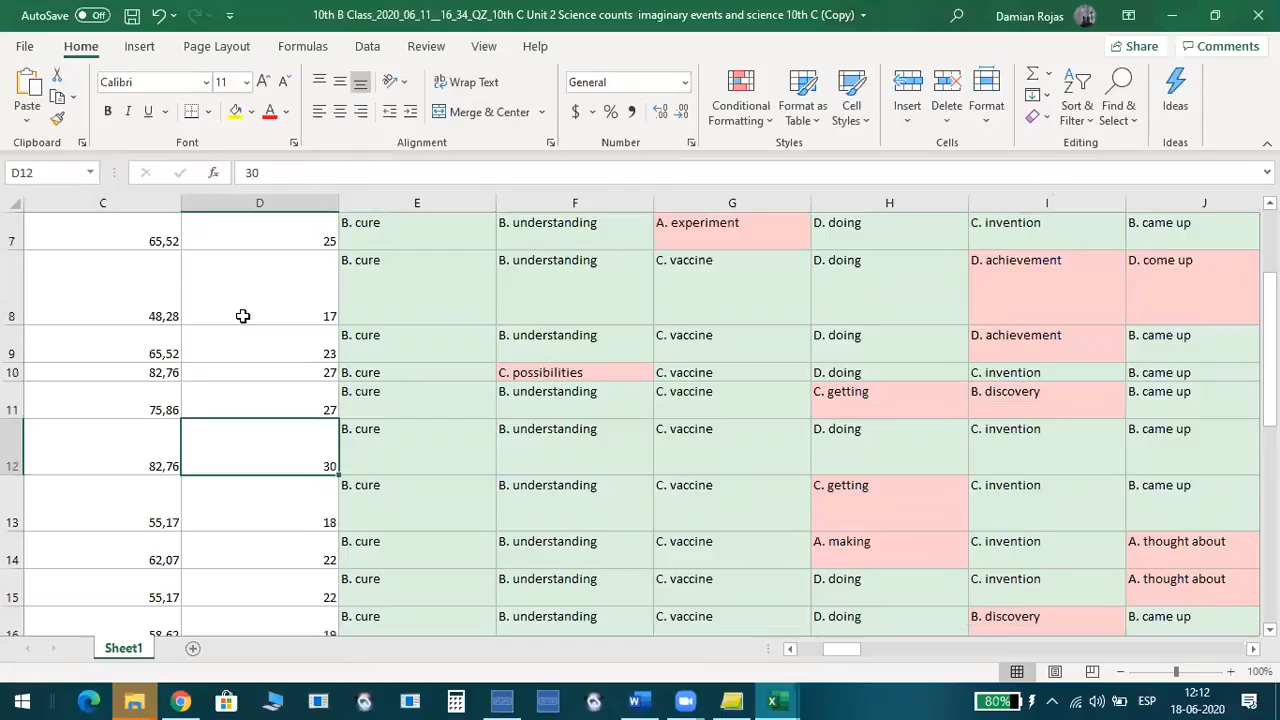 AutoSave Off 10th B Class_2020_06_11__16_34_QZ_10th C Unit 2 Science counts imaginary events and science 10th C (Copy) Damian Rojas
File Home Insert Page Layout Formulas Data Review View Help Share Comments
Calibri 11 Wrap Text General
Paste Merge & Center Conditional Formatting Format as Table Cell Styles Insert Delete Format Sort & Filter Find & Select Ideas
Clipboard Font Alignment Number Styles Cells Editing Ideas
D12 30
C D E F G H I J
7 65,52 25 B. cure B. understanding A. experiment D. doing C. invention B. came up
8 48,28 17 B. cure B. understanding C. vaccine D. doing D. achievement D. come up
9 65,52 23 B. cure B. understanding C. vaccine D. doing D. achievement B. came up
10 82,76 27 B. cure C. possibilities C. vaccine D. doing C. invention B. came up
11 75,86 27 B. cure B. understanding C. vaccine C. getting B. discovery B. came up
12 82,76 30 B. cure B. understanding C. vaccine D. doing C. invention B. came up
13 55,17 18 B. cure B. understanding C. vaccine C. getting C. invention B. came up
14 62,07 22 B. cure B. understanding C. vaccine A. making C. invention A. thought about
15 55,17 22 B. cure B. understanding C. vaccine D. doing C. invention A. thought about
16 58,62 19 B. cure B. understanding C. vaccine D. doing B. discovery B. came up
Sheet1
100%
80% ESP 12:12
18-06-2020